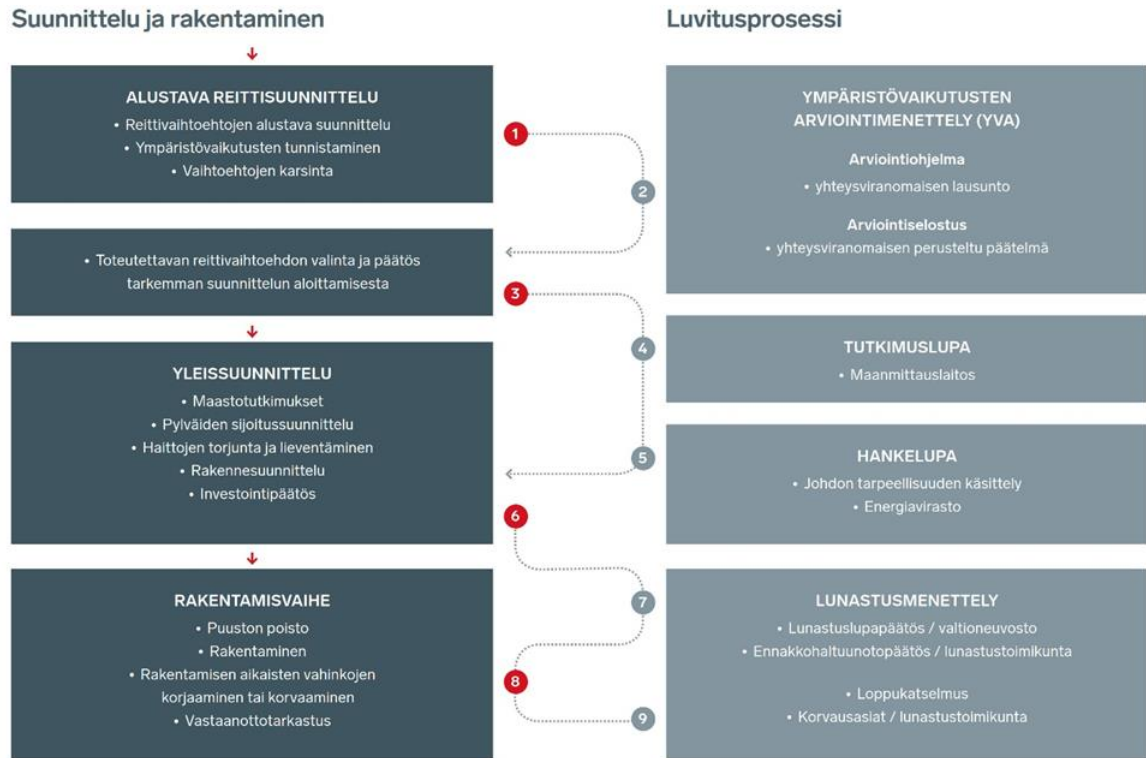 Suunnittelu ja rakentaminen
ALUSTAVA REITTISUUNNITTELU
• Reittivaihtoehtojen alustava suunnittelu
• Ympäristövaikutusten tunnistaminen
• Vaihtoehtojen karsinta
• Toteutettavan reittivaihtoehdon valinta ja päätös
tarkemman suunnittelun aloittamisesta
YLEISSUUNNITTELU
• Maastotutkimukset
• Pylväiden sijoitussuunnittelu
• Haittojen torjunta ja lieventäminen
• Rakennesuunnittelu
• Investointipäätös
RAKENTAMISVAIHE
• Puuston poisto
• Rakentaminen
• Rakentamisen aikaisten vahinkojen
korjaaminen tai korvaaminen
• Vastaanottotarkastus
1
2
3
4
5
6
7
8
9
Luvitusprosessi
YMPÄRISTÖVAIKUTUSTEN
ARVIOINTIMENETTELY (YVA)
Arviointiohjelma
• yhteysviranomaisen lausunto
Arviointiselostus
• yhteysviranomaisen perusteltu päätelmä
TUTKIMUSLUPA
• Maanmittauslaitos
HANKELUPA
• Johdon tarpeellisuuden käsittely
• Energiavirasto
LUNASTUSMENETTELY
• Lunastuslupapäätös / valtioneuvosto
• Ennakkohaltuunotopäätös / lunastustoimikunta
• Loppukatselmus
• Korvausasiat / lunastustoimikunta